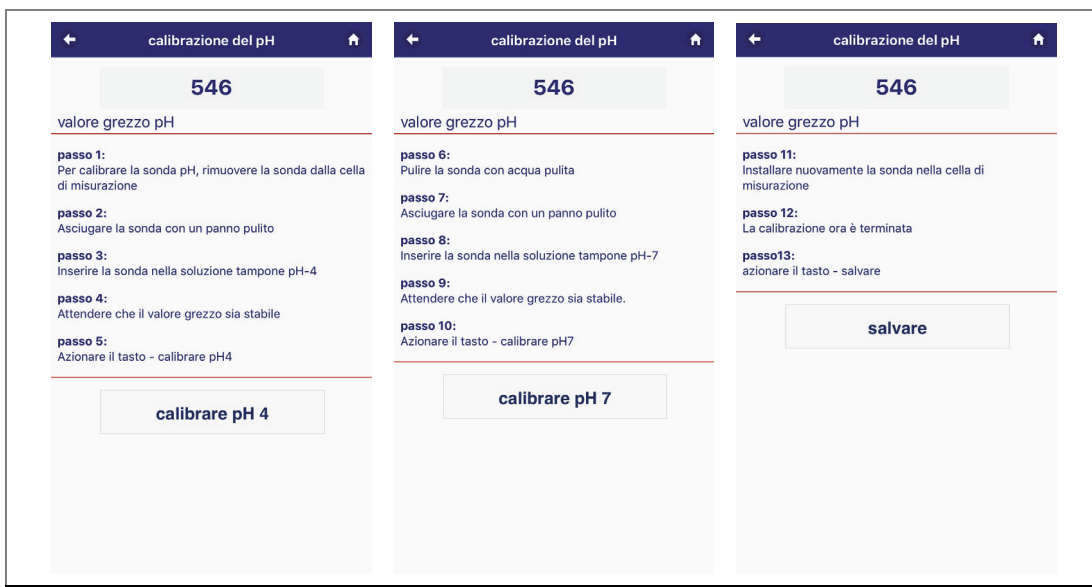 calibrazione del pH
546
valore grezzo pH
passo 1:
Per calibrare la sonda pH, rimuovere la sonda dalla cella
di misurazione
passo 2:
Asciugare la sonda con un panno pulito
passo 3:
Inserire la sonda nella soluzione tampone pH-4
passo 4:
Attendere che il valore grezzo sia stabile
passo 5:
Azionare il tasto - calibrare pH4
calibrare pH 4
calibrazione del pH
546
valore grezzo pH
passo 6:
Pulire la sonda con acqua pulita
passo 7:
Asciugare la sonda con un panno pulito
passo 8:
Inserire la sonda nella soluzione tampone pH-7
passo 9:
Attendere che il valore grezzo sia stabile.
passo 10:
Azionare il tasto - calibrare pH7
calibrare pH 7
calibrazione del pH
546
valore grezzo pH
passo 11:
Installare nuovamente la sonda nella cella di
misurazione
passo 12:
La calibrazione ora è terminata
passo13:
azionare il tasto - salvare
salvare